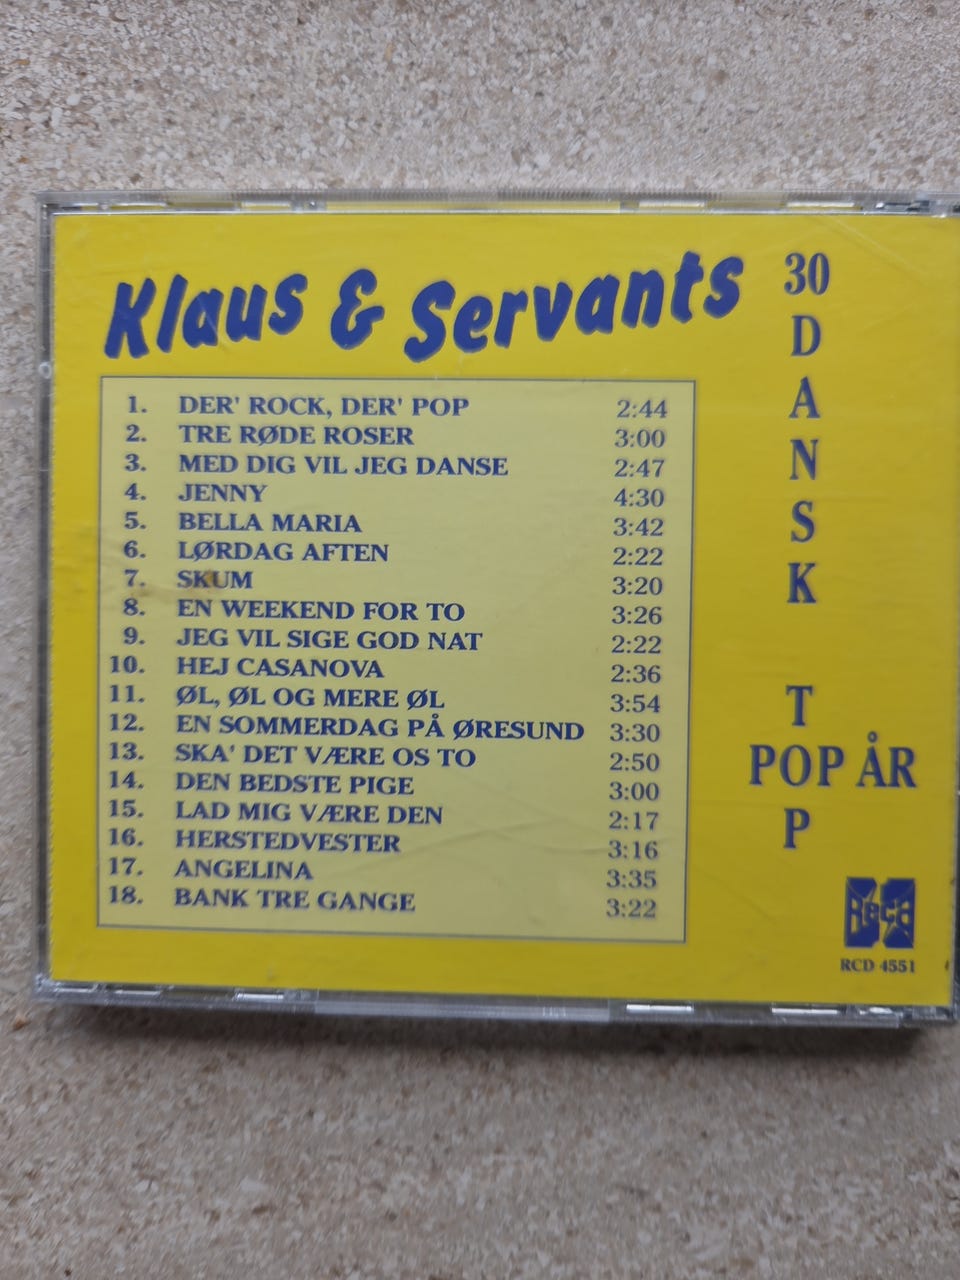 Klaus & Servants
1. DER' ROCK, DER' POP 2:44
2. TRE RØDE ROSER 3:00
3. MED DIG VIL JEG DANSE 2:47
4. JENNY 4:30
5. BELLA MARIA 3:42
6. LØRDAG AFTEN 2:22
7. SKUM 3:20
8. EN WEEKEND FOR TO 3:26
9. JEG VIL SIGE GOD NAT 2:22
10. HEJ CASANOVA 2:36
11. ØL, ØL OG MERE ØL 3:54
12. EN SOMMERDAG PÅ ØRESUND 3:30
13. SKA' DET VÆRE OS TO 2:50
14. DEN BEDSTE PIGE 3:00
15. LAD MIG VÆRE DEN 2:17
16. HERSTEDVESTER 3:16
17. ANGELINA 3:35
18. BANK TRE GANGE 3:22
30
D
A
N
S
K
T
POP ÅR
P
Reca
RCD 4551